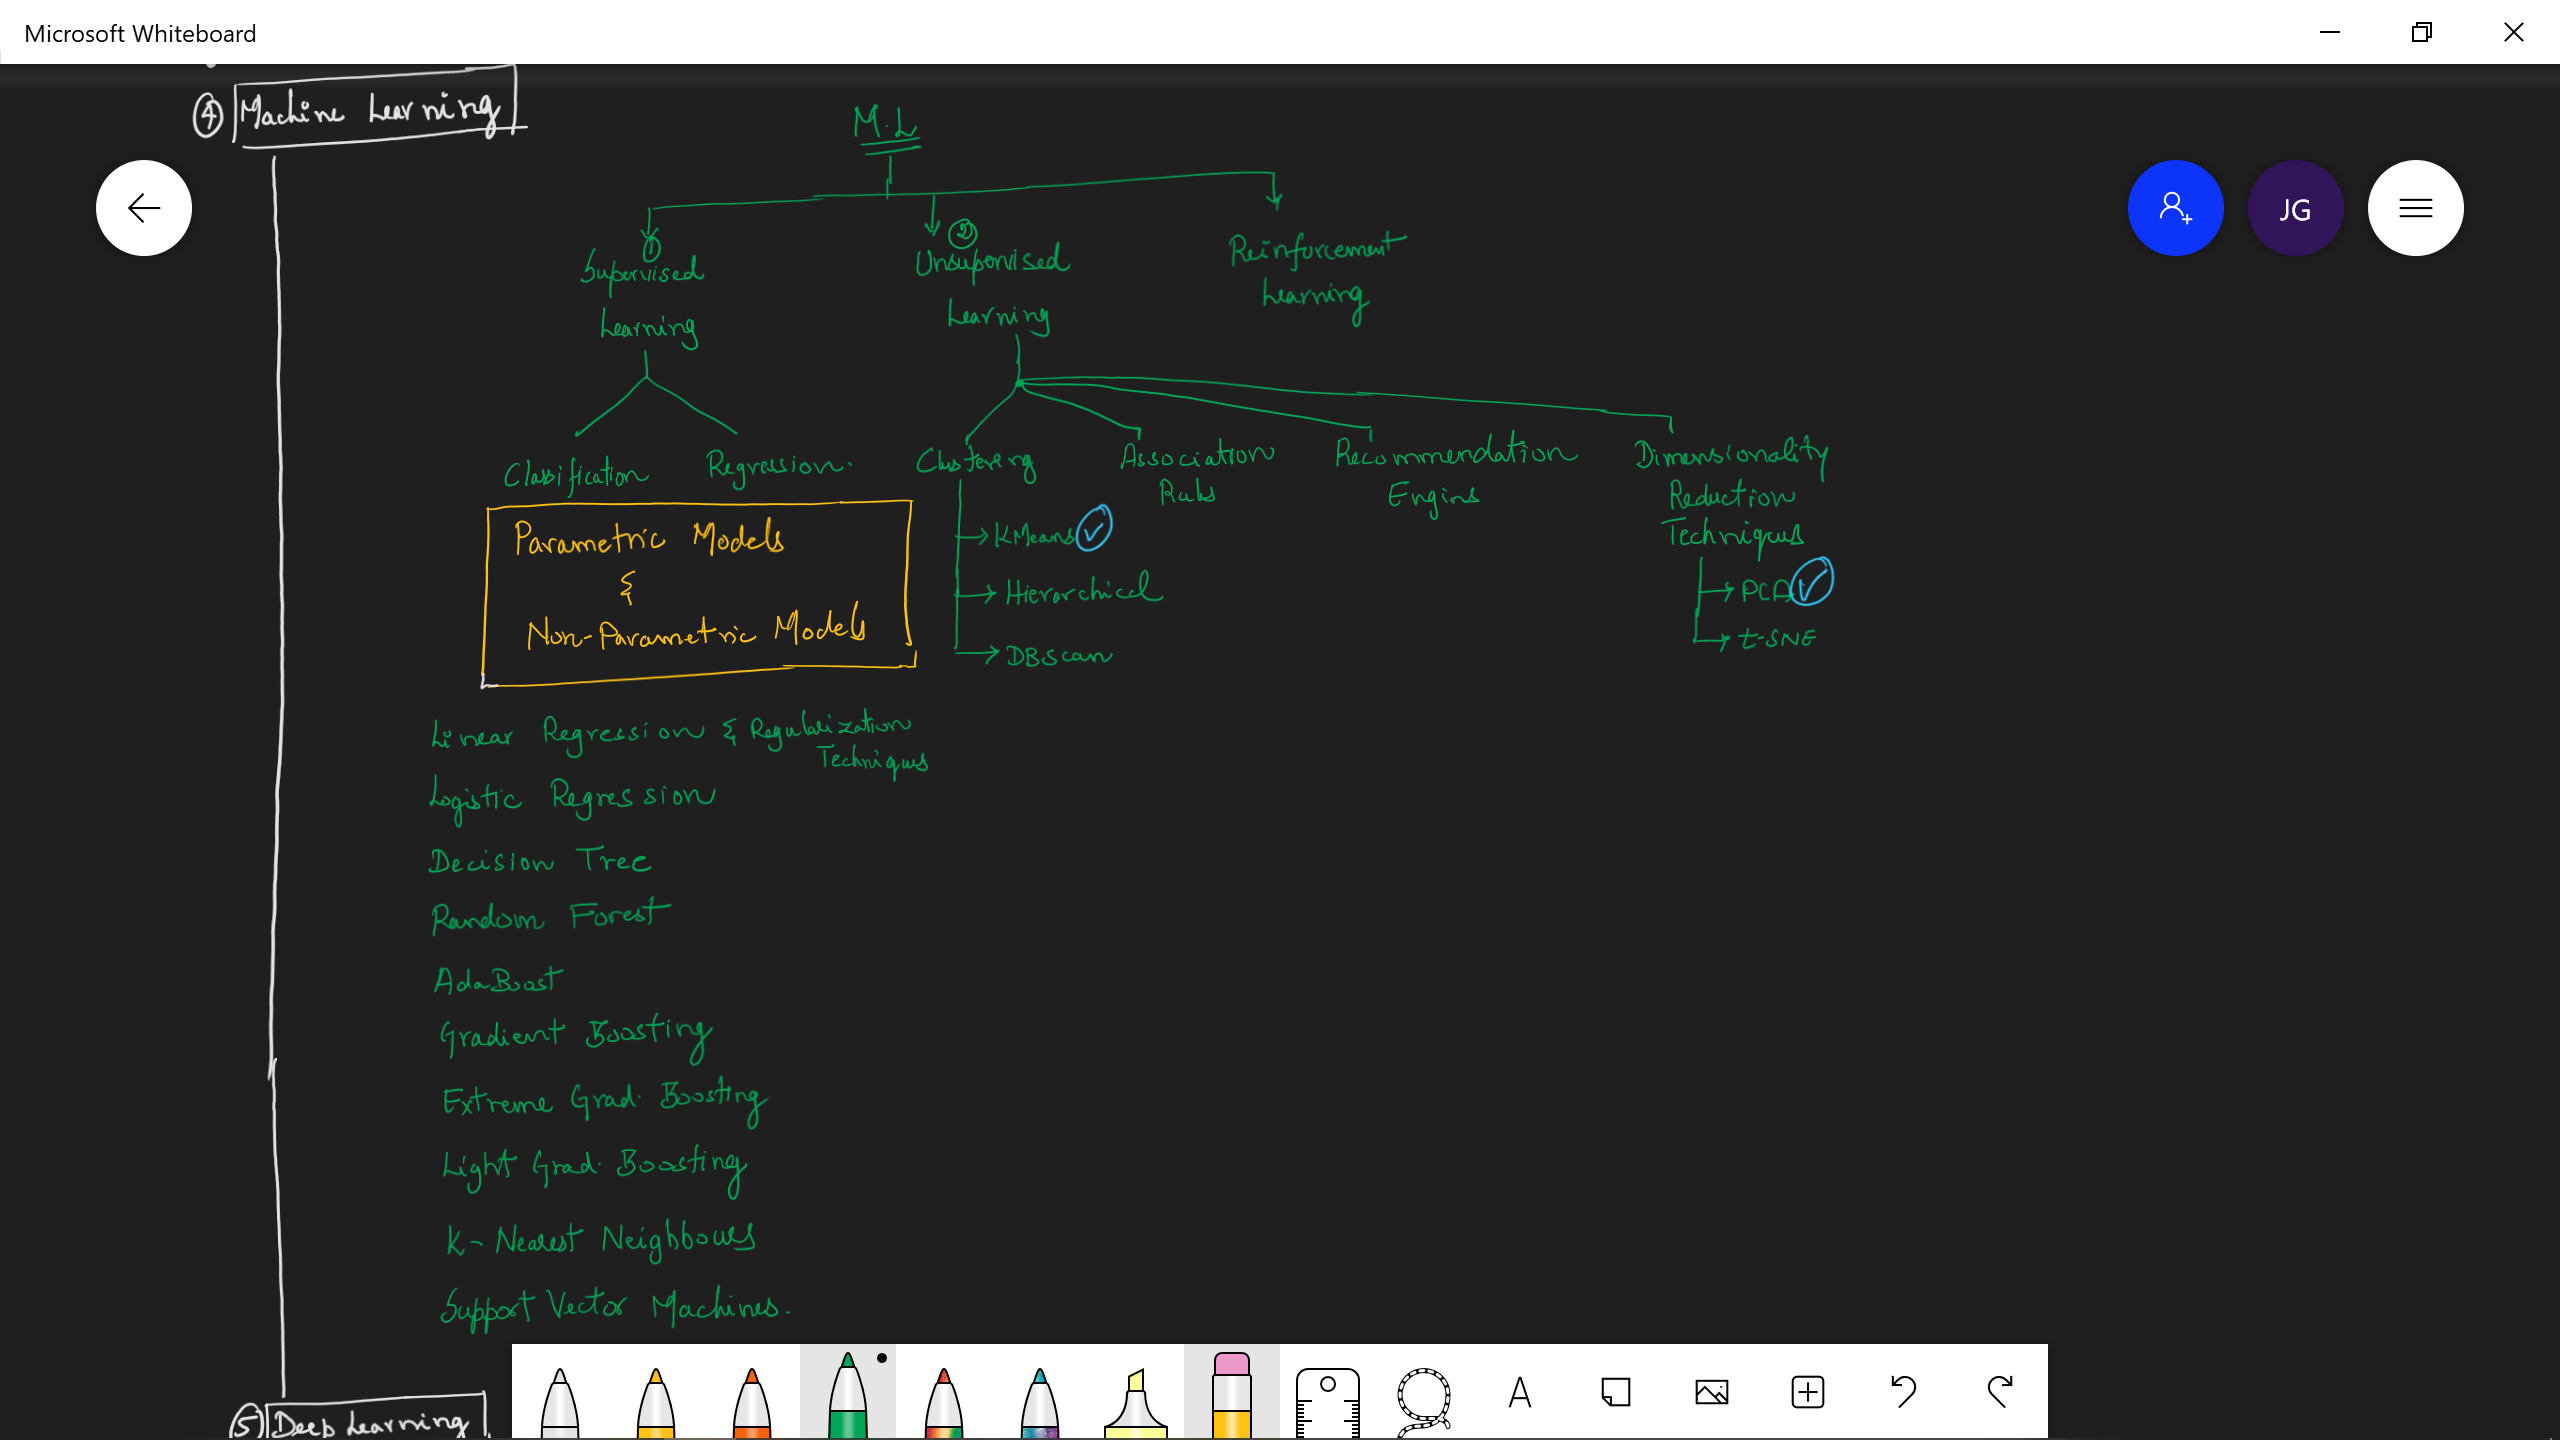 Microsoft Whiteboard
④ Machine Learning
M.L
① Supervised Learning
② Unsupervised Learning
Reinforcement Learning
JG
Classification
Regression.
Clustering
Association Rules
Recommendation Engins
Dimensionality Reduction Techniques
Parametric Models
&
Non-Parametric Models
KMeans
Hierarchical
DBScan
PCA
t-SNE
Linear Regression & Regularization Techniques
Logistic Regression
Decision Tree
Random Forest
AdaBoost
Gradient Boosting
Extreme Grad. Boosting
Light Grad. Boosting
K-Nearest Neighbours
Support Vector Machines.
⑤ Deep Learning